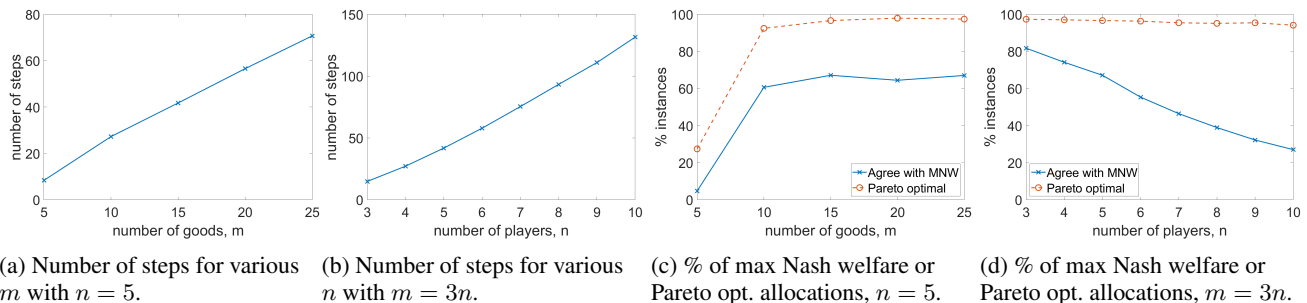 80
60
40
20
0
number of steps
5 10 15 20 25
number of goods, m
150
100
50
0
number of steps
3 4 5 6 7 8 9 10
number of players, n
100
80
60
40
20
0
% instances
Agree with MNW
Pareto optimal
5 10 15 20 25
number of goods, m
100
80
60
40
20
0
% instances
Agree with MNW
Pareto optimal
3 4 5 6 7 8 9 10
number of players, n
(a) Number of steps for various
m with n = 5.
(b) Number of steps for various
n with m = 3n.
(c) % of max Nash welfare or
Pareto opt. allocations, n = 5.
(d) % of max Nash welfare or
Pareto opt. allocations, m = 3n.